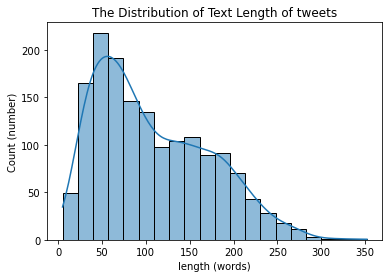 The Distribution of Text Length of tweets
Count (number)
200
150
100
50
0
0 50 100 150 200 250 300 350
length (words)